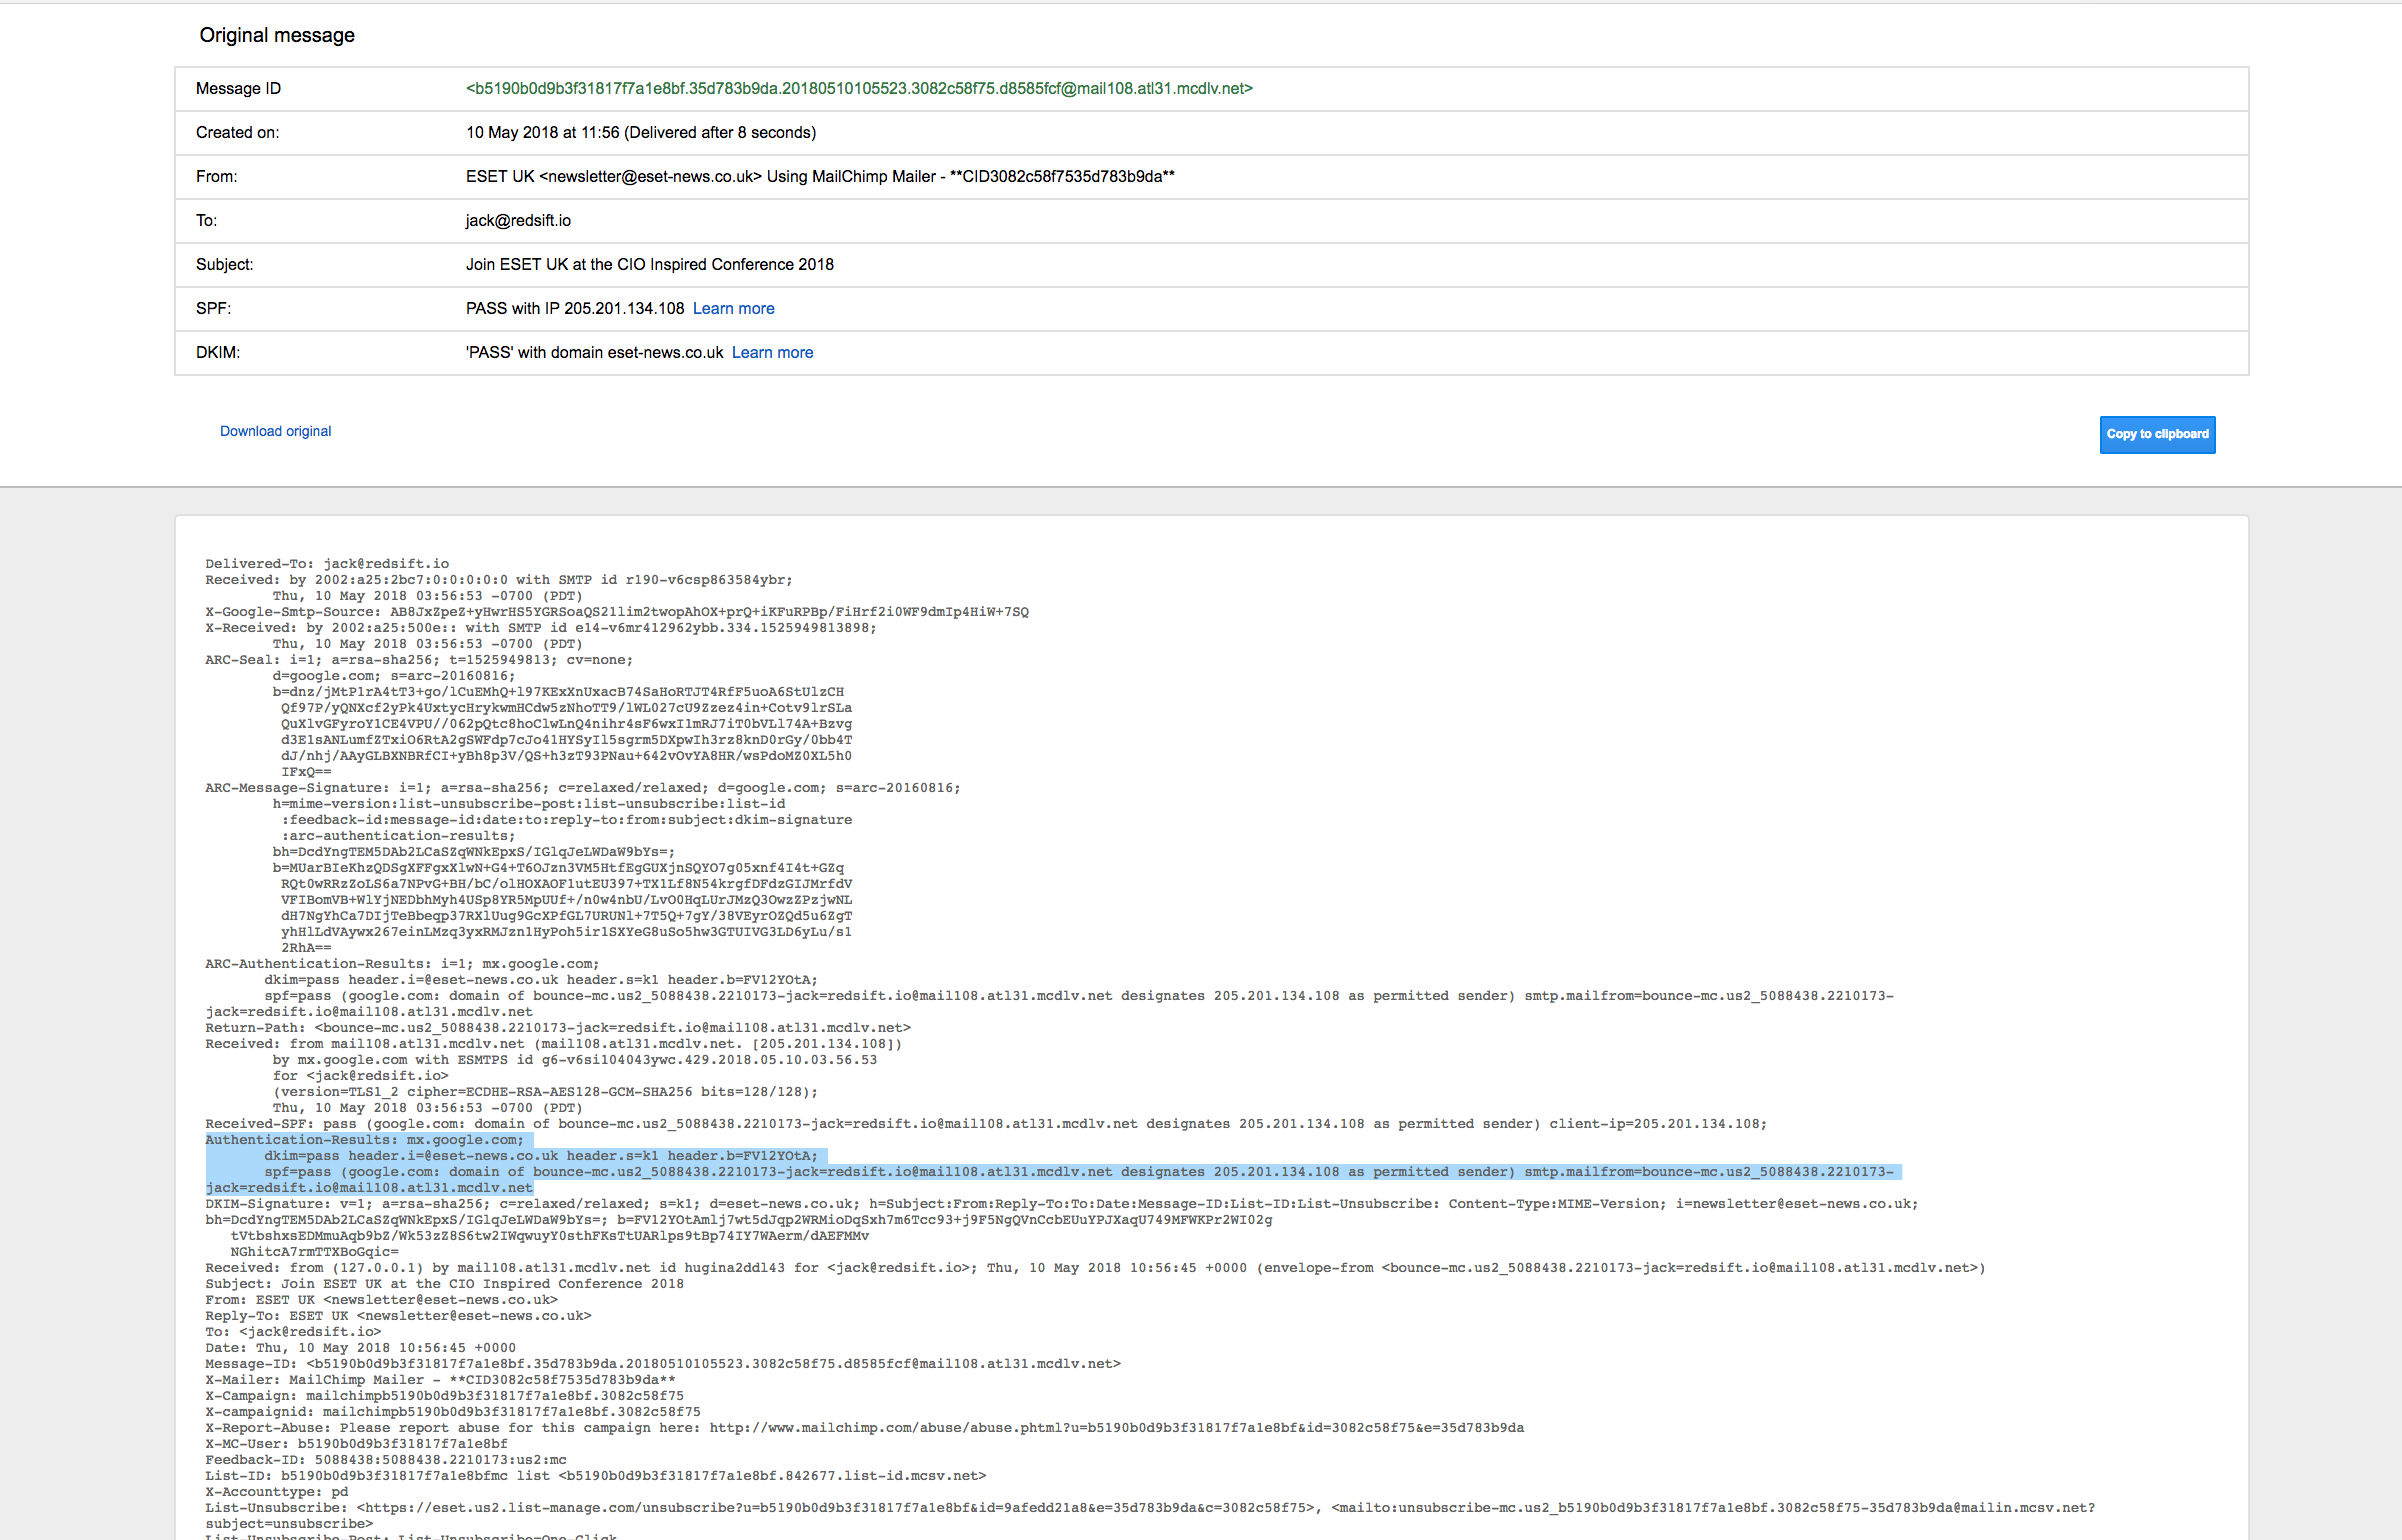 Original message
Message ID <b5190b0d9b3f31817f7a1e8bf.35d783b9da.20180510105523.3082c58f75.d8585fcf@mail108.atl31.mcdlv.net>
Created on: 10 May 2018 at 11:56 (Delivered after 8 seconds)
From: ESET UK <newsletter@eset-news.co.uk> Using MailChimp Mailer - **CID3082c58f7535d783b9da**
To: jack@redsift.io
Subject: Join ESET UK at the CIO Inspired Conference 2018
SPF: PASS with IP 205.201.134.108 Learn more
DKIM: 'PASS' with domain eset-news.co.uk Learn more
Download original
Copy to clipboard
Delivered-To: jack@redsift.io
Received: by 2002:a25:2bc7:0:0:0:0:0 with SMTP id r190-v6csp863584ybr;
Thu, 10 May 2018 03:56:53 -0700 (PDT)
X-Google-Smtp-Source: AB8JxZpeZ+yHwrHS5YGRSoaQS21lim2twopAhOX+prQ+iKFuRPBp/FiHrf2i0WF9dmIp4HiW+7SQ
X-Received: by 2002:a25:500e:: with SMTP id e14-v6mr412962ybb.334.1525949813898;
Thu, 10 May 2018 03:56:53 -0700 (PDT)
ARC-Seal: i=1; a=rsa-sha256; t=1525949813; cv=none;
d=google.com; s=arc-20160816;
b=dnz/jMtP1rA4tT3+go/lCuEMhQ+l97KExXnUxacB74SaHoRTJT4RfF5uoA6StUlzCH
Qf97P/yQNXcf2yPk4UxtycHrykwmHCdw5zNhoTT9/lWL027cU9Zzez4in+Cotv9lrSLa
QuXlvGFyroY1CE4VPU//062pQtc8hoClwLnQ4nihr4sF6wxI1mRJ7iT0bVLl74A+Bzvg
d3E1sANLumfZTxiO6RtA2gSWFdp7cJo41HYSyIl5sgrm5DXpwIh3rz8knD0rGy/0bb4T
dJ/nhj/AAyGLBXNBRfCI+yBh8p3V/QS+h3zT93PNau+642vOvYA8HR/wsPdoMZ0XL5h0
IFxQ==
ARC-Message-Signature: i=1; a=rsa-sha256; c=relaxed/relaxed; d=google.com; s=arc-20160816;
h=mime-version:list-unsubscribe-post:list-unsubscribe:list-id
:feedback-id:message-id:date:to:reply-to:from:subject:dkim-signature
:arc-authentication-results;
bh=DcdYngTEM5DAb2LCaSZqWNkEpxS/IGlqJeLWDaW9bYs=;
b=MUarBIeKhzQDSgXFFgxXlwN+G4+T6OJzn3VM5HtfEgGUXjnSQYO7g05xnf4I4t+GZq
RQt0wRRzZoLS6a7NPvG+BH/bC/olHOXAOF1utEU397+TX1Lf8N54krgfDFdzGIJMrfdV
VFIBomVB+WlYjNEDbhMyh4USp8YR5MpUUf+/n0w4nbU/LvO0HqLUrJMzQ3OwzZPzjwNL
dH7NgYhCa7DIjTeBbeqp37RXlUug9GcXPfGL7URUNl+7T5Q+7gY/38VEyrOZQd5u6ZgT
yhHlLdVAywx267einLMzq3yxRMJzn1HyPoh5ir1SXYeG8uSo5hw3GTUIVG3LD6yLu/s1
2RhA==
ARC-Authentication-Results: i=1; mx.google.com;
dkim=pass header.i=@eset-news.co.uk header.s=k1 header.b=FV12YOtA;
spf=pass (google.com: domain of bounce-mc.us2_5088438.2210173-jack=redsift.io@mail108.atl31.mcdlv.net designates 205.201.134.108 as permitted sender) smtp.mailfrom=bounce-mc.us2_5088438.2210173-
jack=redsift.io@mail108.atl31.mcdlv.net
Return-Path: <bounce-mc.us2_5088438.2210173-jack=redsift.io@mail108.atl31.mcdlv.net>
Received: from mail108.atl31.mcdlv.net (mail108.atl31.mcdlv.net. [205.201.134.108])
by mx.google.com with ESMTPS id g6-v6si104043ywc.429.2018.05.10.03.56.53
for <jack@redsift.io>
(version=TLS1_2 cipher=ECDHE-RSA-AES128-GCM-SHA256 bits=128/128);
Thu, 10 May 2018 03:56:53 -0700 (PDT)
Received-SPF: pass (google.com: domain of bounce-mc.us2_5088438.2210173-jack=redsift.io@mail108.atl31.mcdlv.net designates 205.201.134.108 as permitted sender) client-ip=205.201.134.108;
Authentication-Results: mx.google.com;
dkim=pass header.i=@eset-news.co.uk header.s=k1 header.b=FV12YOtA;
spf=pass (google.com: domain of bounce-mc.us2_5088438.2210173-jack=redsift.io@mail108.atl31.mcdlv.net designates 205.201.134.108 as permitted sender) smtp.mailfrom=bounce-mc.us2_5088438.2210173-
jack=redsift.io@mail108.atl31.mcdlv.net
DKIM-Signature: v=1; a=rsa-sha256; c=relaxed/relaxed; s=k1; d=eset-news.co.uk; h=Subject:From:Reply-To:To:Date:Message-ID:List-ID:List-Unsubscribe: Content-Type:MIME-Version; i=newsletter@eset-news.co.uk;
bh=DcdYngTEM5DAb2LCaSZqWNkEpxS/IGlqJeLWDaW9bYs=; b=FV12YOtAmlj7wt5dJqp2WRMioDqSxh7m6Tcc93+j9F5NgQVnCcbEUuYPJXaqU749MFWKPr2WI02g
tVtbshxsEDMmuAqb9bZ/Wk53zZ8S6tw2IWqwuyY0sthFKsTtUARlps9tBp74IY7WAerm/dAEFMMv
NGhitcA7rmTTXBoGqic=
Received: from (127.0.0.1) by mail108.atl31.mcdlv.net id hugina2ddl43 for <jack@redsift.io>; Thu, 10 May 2018 10:56:45 +0000 (envelope-from <bounce-mc.us2_5088438.2210173-jack=redsift.io@mail108.atl31.mcdlv.net>)
Subject: Join ESET UK at the CIO Inspired Conference 2018
From: ESET UK <newsletter@eset-news.co.uk>
Reply-To: ESET UK <newsletter@eset-news.co.uk>
To: <jack@redsift.io>
Date: Thu, 10 May 2018 10:56:45 +0000
Message-ID: <b5190b0d9b3f31817f7a1e8bf.35d783b9da.20180510105523.3082c58f75.d8585fcf@mail108.atl31.mcdlv.net>
X-Mailer: MailChimp Mailer - **CID3082c58f7535d783b9da**
X-Campaign: mailchimpb5190b0d9b3f31817f7a1e8bf.3082c58f75
X-campaignid: mailchimpb5190b0d9b3f31817f7a1e8bf.3082c58f75
X-Report-Abuse: Please report abuse for this campaign here: http://www.mailchimp.com/abuse/abuse.phtml?u=b5190b0d9b3f31817f7a1e8bf&id=3082c58f75&e=35d783b9da
X-MC-User: b5190b0d9b3f31817f7a1e8bf
Feedback-ID: 5088438:5088438.2210173:us2:mc
List-ID: b5190b0d9b3f31817f7a1e8bfmc list <b5190b0d9b3f31817f7a1e8bf.842677.list-id.mcsv.net>
X-Accounttype: pd
List-Unsubscribe: <https://eset.us2.list-manage.com/unsubscribe?u=b5190b0d9b3f31817f7a1e8bf&id=9afedd21a8&e=35d783b9da&c=3082c58f75>, <mailto:unsubscribe-mc.us2_b5190b0d9b3f31817f7a1e8bf.3082c58f75-35d783b9da@mailin.mcsv.net?
subject=unsubscribe>
List-Unsubscribe-Post: List-Unsubscribe=One-Click